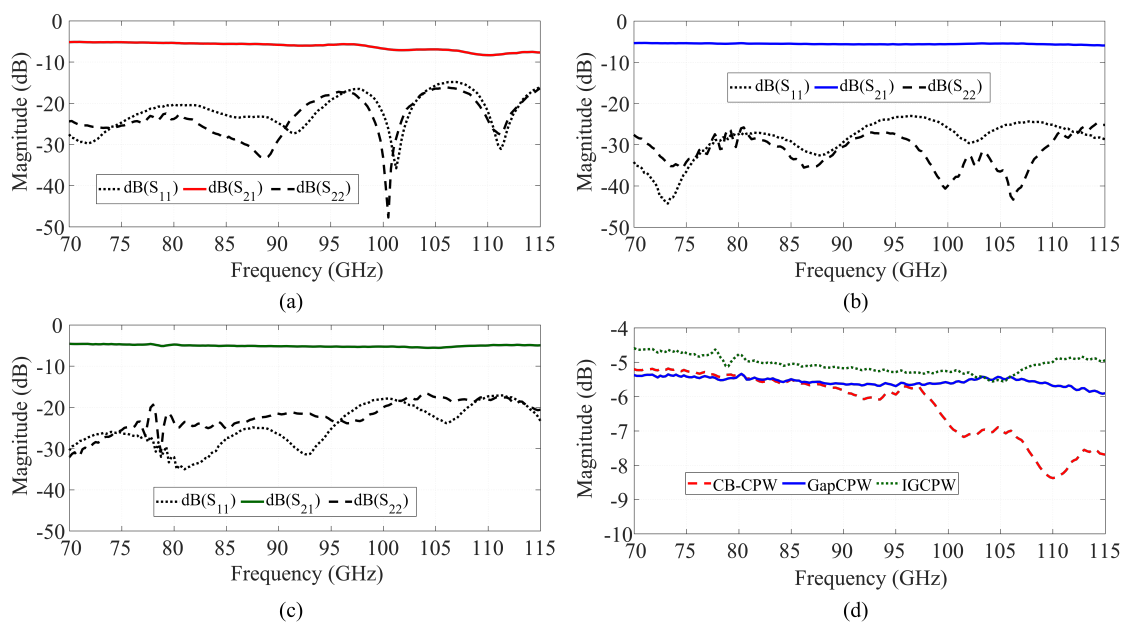 0
-10
-20
-30
-40
-50
Magnitude (dB)
dB(S11) dB(S21) dB(S22)
70 75 80 85 90 95 100 105 110 115
Frequency (GHz)
(a)
0
-10
-20
-30
-40
-50
Magnitude (dB)
dB(S11) dB(S21) dB(S22)
70 75 80 85 90 95 100 105 110 115
Frequency (GHz)
(b)
0
-10
-20
-30
-40
-50
Magnitude (dB)
dB(S11) dB(S21) dB(S22)
70 75 80 85 90 95 100 105 110 115
Frequency (GHz)
(c)
-4
-5
-6
-7
-8
-9
-10
Magnitude (dB)
CB-CPW GapCPW IGCPW
70 75 80 85 90 95 100 105 110 115
Frequency (GHz)
(d)